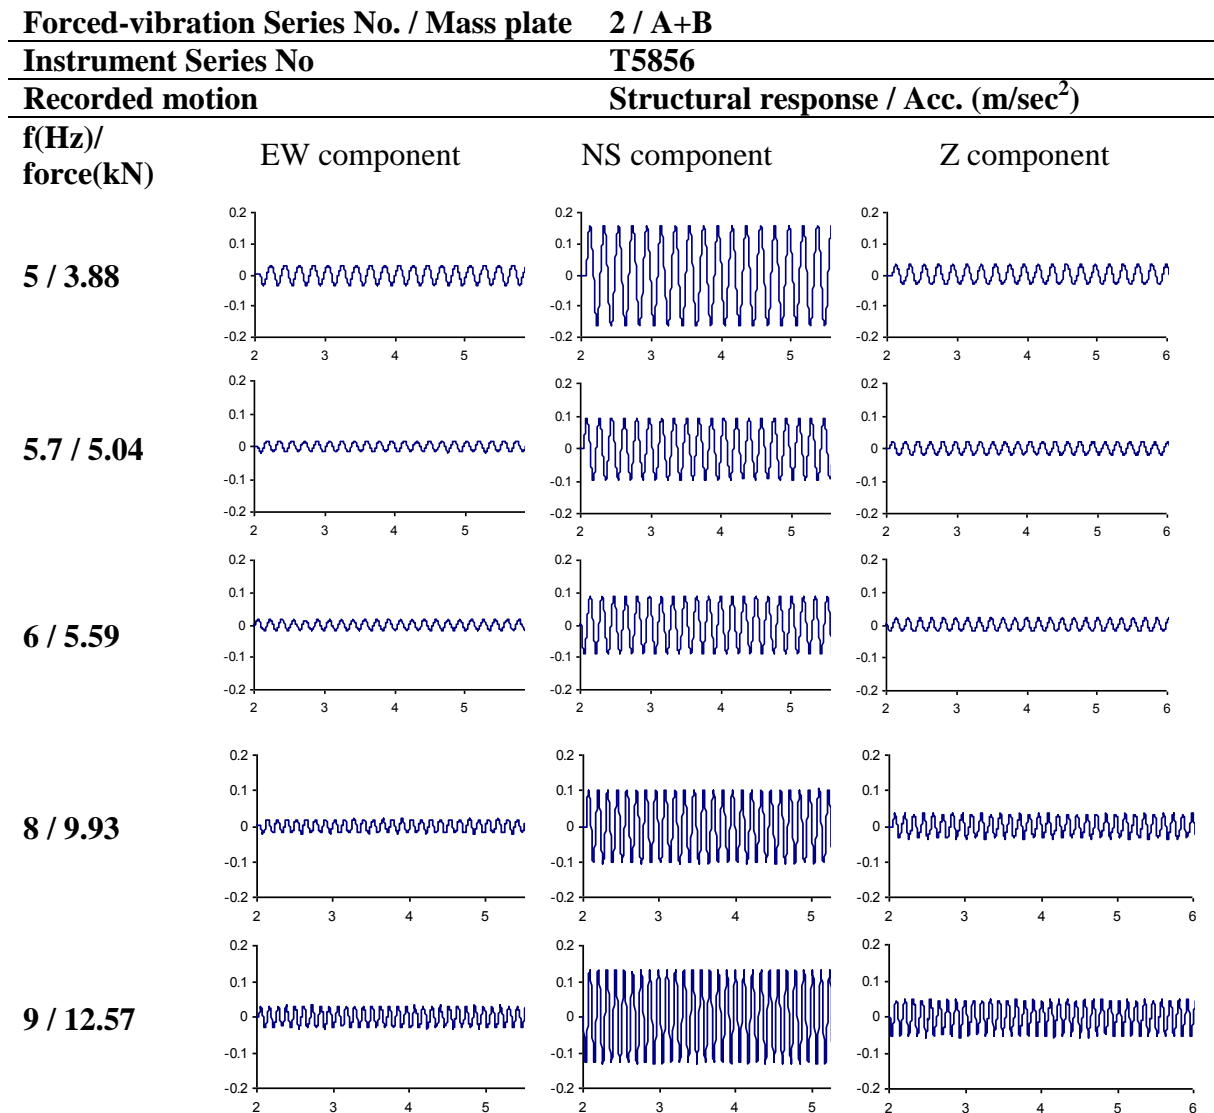 Forced-vibration Series No. / Mass plate 2 / A+B
Instrument Series No T5856
Recorded motion Structural response / Acc. (m/sec²)
f(Hz)/
force(kN)
EW component NS component Z component
5 / 3.88
0.2 0.2 0.2
0.1 0.1 0.1
0 0 0
-0.1 -0.1 -0.1
-0.2 -0.2 -0.2
2 3 4 5 2 3 4 5 2 3 4 5 6
5.7 / 5.04
0.2 0.2 0.2
0.1 0.1 0.1
0 0 0
-0.1 -0.1 -0.1
-0.2 -0.2 -0.2
2 3 4 5 2 3 4 5 2 3 4 5 6
6 / 5.59
0.2 0.2 0.2
0.1 0.1 0.1
0 0 0
-0.1 -0.1 -0.1
-0.2 -0.2 -0.2
2 3 4 5 2 3 4 5 2 3 4 5 6
8 / 9.93
0.2 0.2 0.2
0.1 0.1 0.1
0 0 0
-0.1 -0.1 -0.1
-0.2 -0.2 -0.2
2 3 4 5 2 3 4 5 2 3 4 5 6
9 / 12.57
0.2 0.2 0.2
0.1 0.1 0.1
0 0 0
-0.1 -0.1 -0.1
-0.2 -0.2 -0.2
2 3 4 5 2 3 4 5 2 3 4 5 6